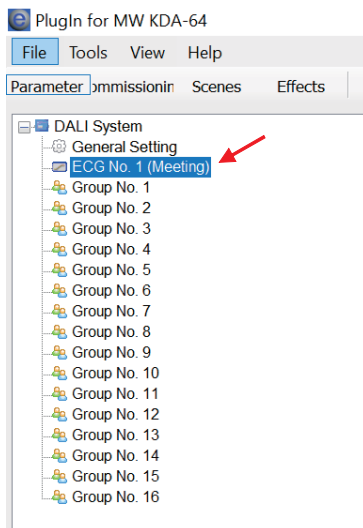 PlugIn for MW KDA-64
File Tools View Help
Parameter ommissionin Scenes Effects
DALI System
General Setting
ECG No. 1 (Meeting)
Group No. 1
Group No. 2
Group No. 3
Group No. 4
Group No. 5
Group No. 6
Group No. 7
Group No. 8
Group No. 9
Group No. 10
Group No. 11
Group No. 12
Group No. 13
Group No. 14
Group No. 15
Group No. 16